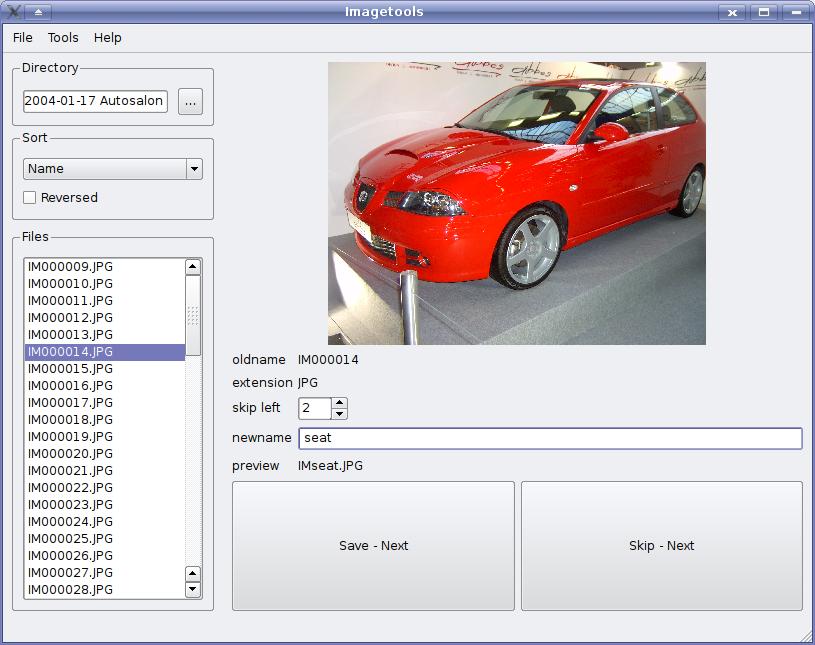 Imagetools
File Tools Help
Directory
2004-01-17 Autosalon
...
Sort
Name
Reversed
Files
IM000009.JPG
IM000010.JPG
IM000011.JPG
IM000012.JPG
IM000013.JPG
IM000014.JPG
IM000015.JPG
IM000016.JPG
IM000017.JPG
IM000018.JPG
IM000019.JPG
IM000020.JPG
IM000021.JPG
IM000022.JPG
IM000023.JPG
IM000024.JPG
IM000025.JPG
IM000026.JPG
IM000027.JPG
IM000028.JPG
oldname IM000014
extension JPG
skip left 2
newname seat
preview IMseat.JPG
Save - Next
Skip - Next